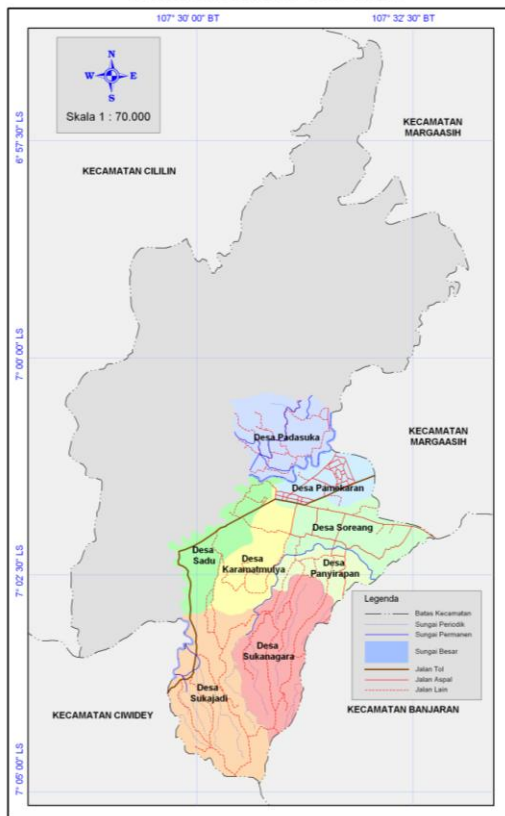 107° 30' 00" BT
107° 32' 30" BT
N
W E
S
Skala 1 : 70.000
6° 57' 30" LS
KECAMATAN
MARGAASIH
KECAMATAN CILILIN
7° 00' 00" LS
KECAMATAN
MARGAASIH
Desa Padasuka
Desa Pamekaran
Desa Soreang
Desa
Sadu
Desa
Karamatmulya
Desa
Panyirapan
7° 02' 30" LS
Legenda
Batas Kecamatan
Sungai Periodik
Sungai Permanen
Sungai Besar
Jalan Tol
Jalan Aspal
Jalan Lain
Desa
Sukanagara
Desa
Sukajadi
KECAMATAN CIWIDEY
KECAMATAN BANJARAN
7° 05' 00" LS